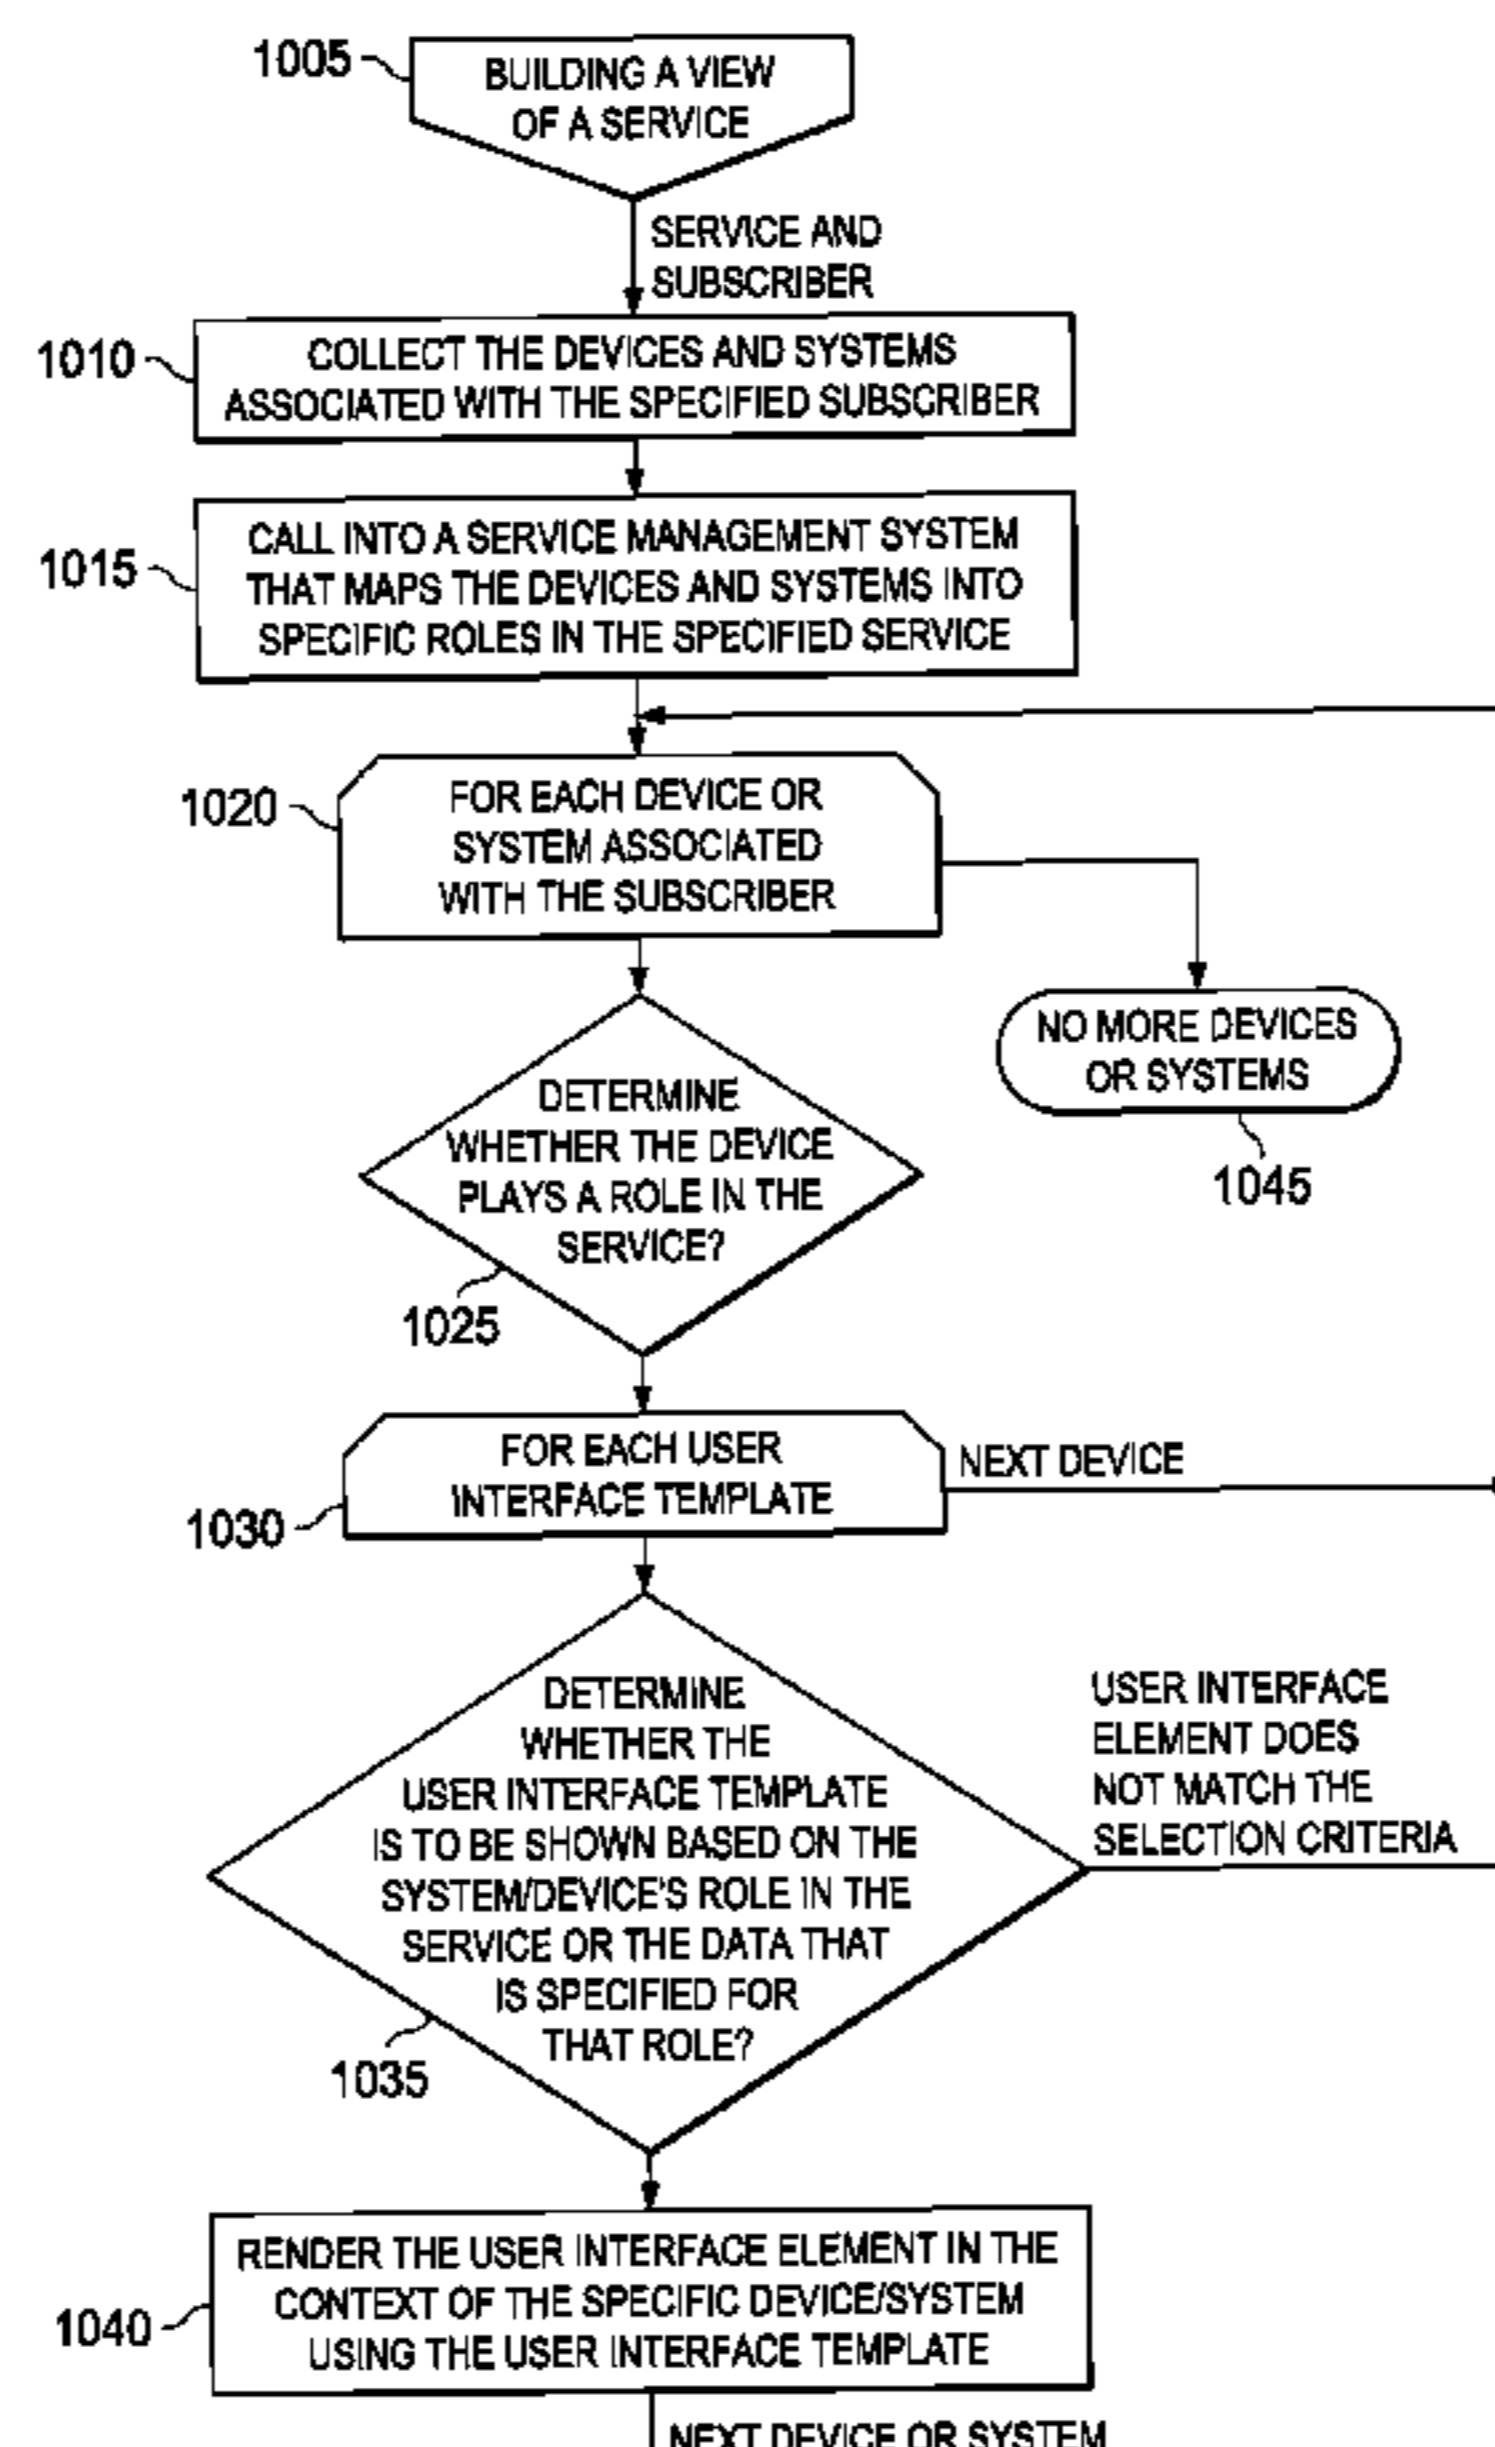 1005
BUILDING A VIEW
OF A SERVICE
SERVICE AND
SUBSCRIBER
1010
COLLECT THE DEVICES AND SYSTEMS
ASSOCIATED WITH THE SPECIFIED SUBSCRIBER
1015
CALL INTO A SERVICE MANAGEMENT SYSTEM
THAT MAPS THE DEVICES AND SYSTEMS INTO
SPECIFIC ROLES IN THE SPECIFIED SERVICE
1020
FOR EACH DEVICE OR
SYSTEM ASSOCIATED
WITH THE SUBSCRIBER
NO MORE DEVICES
OR SYSTEMS
1045
DETERMINE
WHETHER THE DEVICE
PLAYS A ROLE IN THE
SERVICE?
1025
FOR EACH USER
INTERFACE TEMPLATE
NEXT DEVICE
1030
DETERMINE
WHETHER THE
USER INTERFACE TEMPLATE
IS TO BE SHOWN BASED ON THE
SYSTEM/DEVICE'S ROLE IN THE
SERVICE OR THE DATA THAT
IS SPECIFIED FOR
THAT ROLE?
1035
USER INTERFACE
ELEMENT DOES
NOT MATCH THE
SELECTION CRITERIA
1040
RENDER THE USER INTERFACE ELEMENT IN THE
CONTEXT OF THE SPECIFIC DEVICE/SYSTEM
USING THE USER INTERFACE TEMPLATE
NEXT DEVICE OR SYSTEM